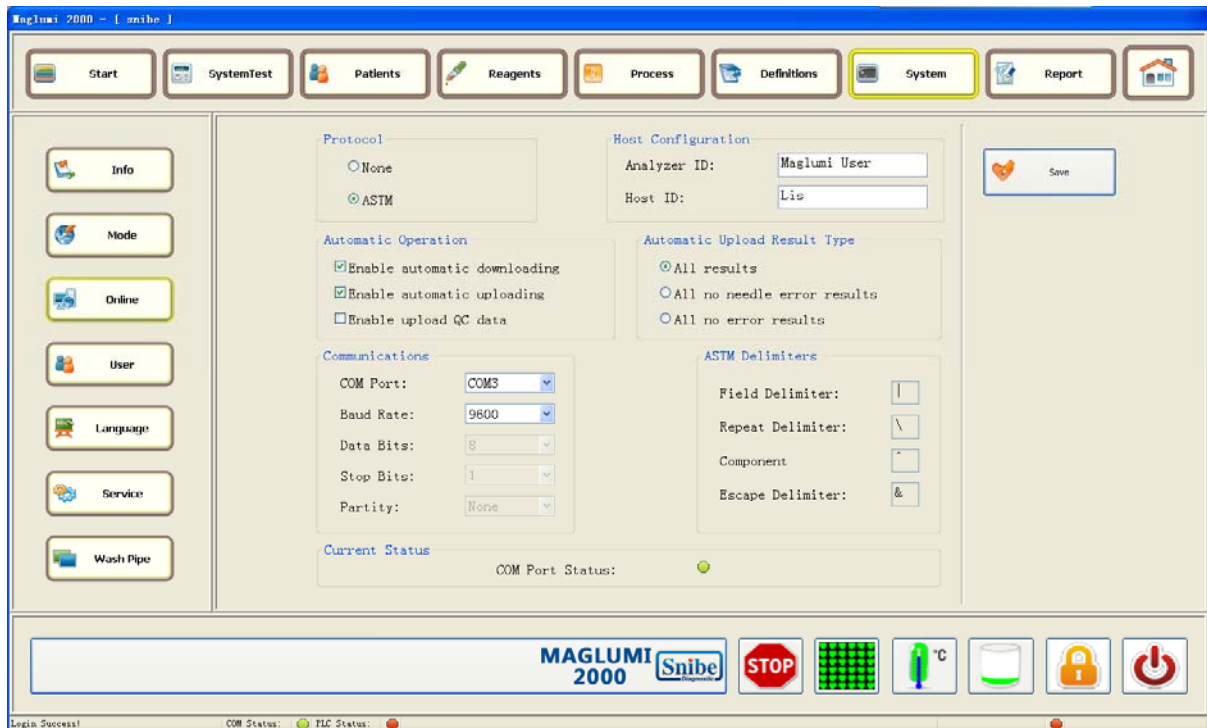 Maglumi 2000 - [ snibe ]
Start SystemTest Patients Reagents Process Definitions System Report
Info
Mode
Online
User
Language
Service
Wash Pipe
Protocol
None
ASTM
Host Configuration
Analyzer ID: Maglumi User
Host ID: Lis
Save
Automatic Operation
Enable automatic downloading
Enable automatic uploading
Enable upload QC data
Automatic Upload Result Type
All results
All no needle error results
All no error results
Communications
COM Port: COM3
Baud Rate: 9600
Data Bits: 8
Stop Bits: 1
Partity: None
ASTM Delimiters
Field Delimiter: |
Repeat Delimiter: \
Component ^
Escape Delimiter: &
Current Status
COM Port Status:
MAGLUMI
2000
Snibe
Diagnostic
STOP
°C
Login Success! COM Status: PLC Status: